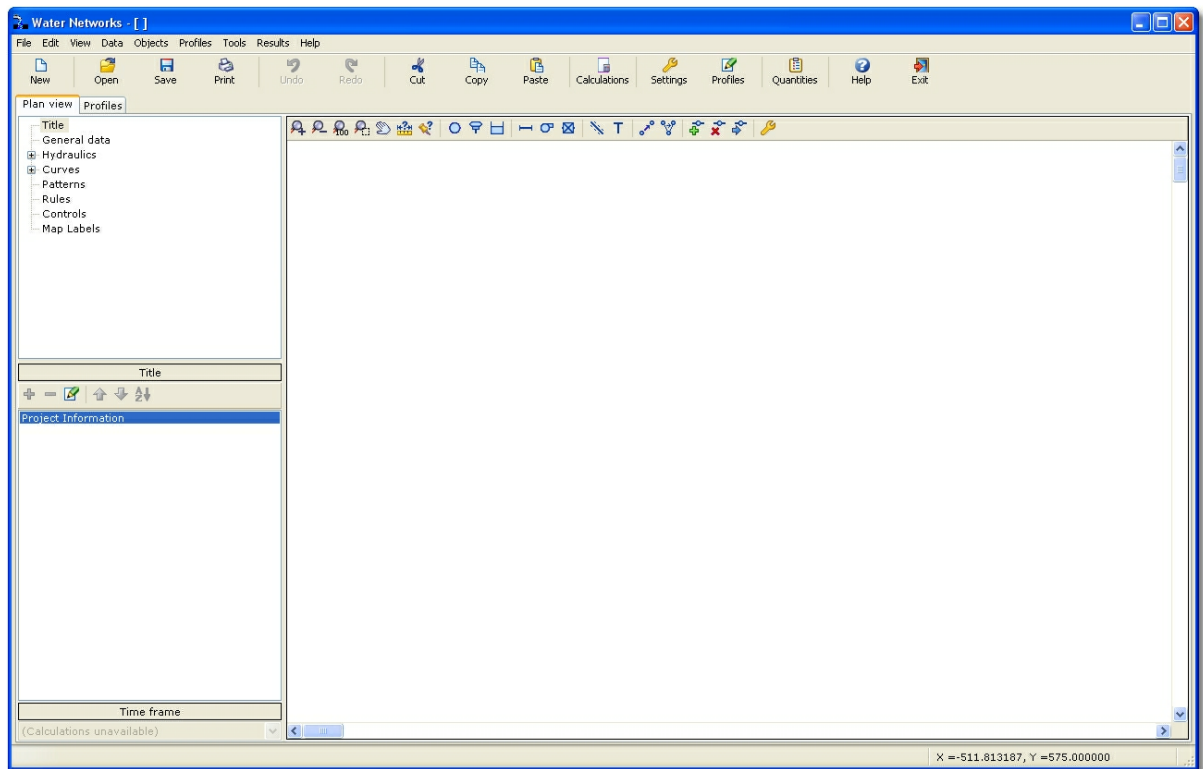 Water Networks - [ ]
File Edit View Data Objects Profiles Tools Results Help
New Open Save Print Undo Redo Cut Copy Paste Calculations Settings Profiles Quantities Help Exit
Plan view Profiles
Title
General data
Hydraulics
Curves
Patterns
Rules
Controls
Map Labels
Title
Project Information
Time frame
(Calculations unavailable)
X =-511.813187, Y =575.000000